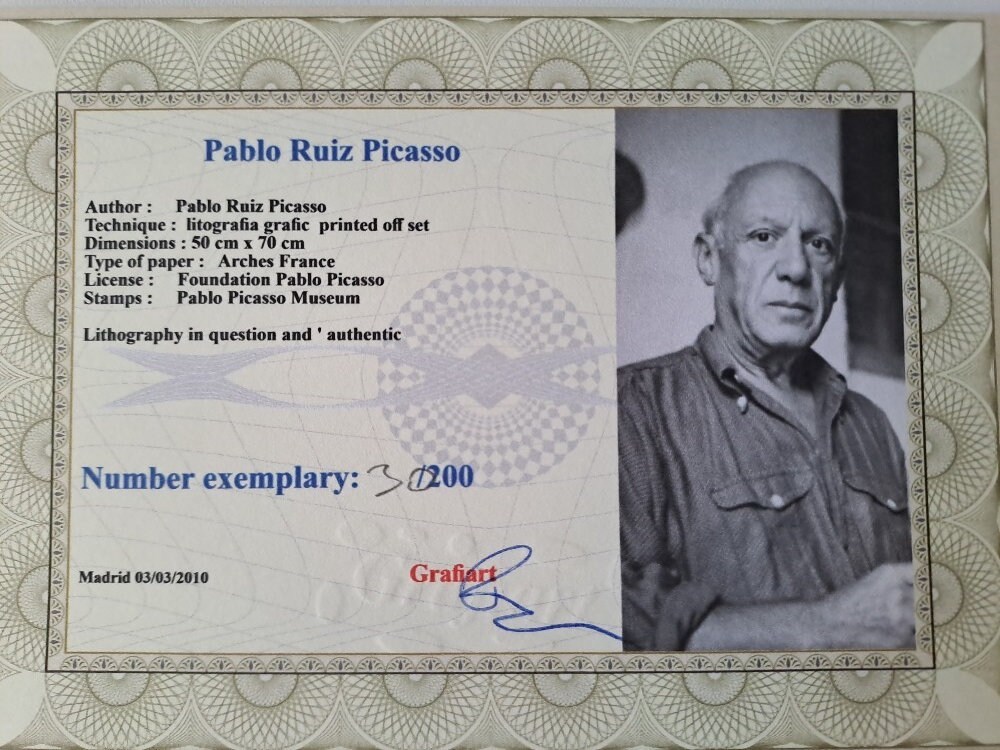 Pablo Ruiz Picasso
Author : Pablo Ruiz Picasso
Technique : litografia grafic printed off set
Dimensions : 50 cm x 70 cm
Type of paper : Arches France
License : Foundation Pablo Picasso
Stamps : Pablo Picasso Museum
Lithography in question and ' authentic
Number exemplary: 30/200
Madrid 03/03/2010
Grafiart